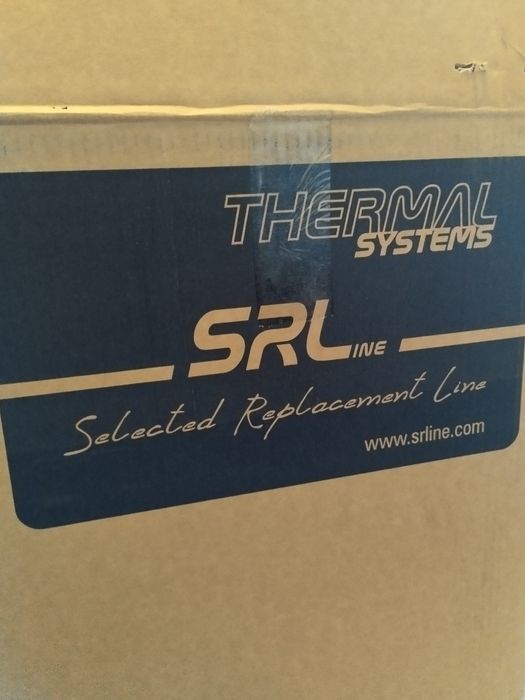 THERMAL
SYSTEMS
SRLINE
Selected Replacement Line
www.srline.com